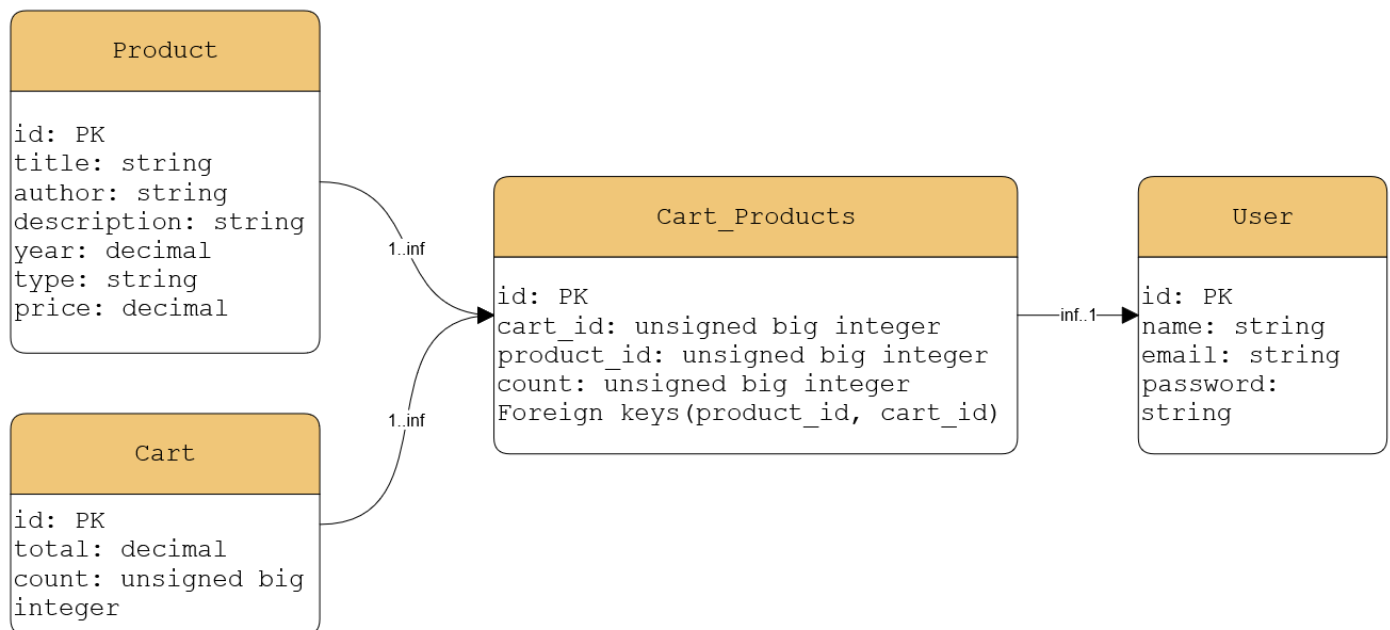 Product
id: PK
title: string
author: string
description: string
year: decimal
type: string
price: decimal
1..inf
Cart
id: PK
total: decimal
count: unsigned big
integer
1..inf
Cart_Products
id: PK
cart_id: unsigned big integer
product_id: unsigned big integer
count: unsigned big integer
Foreign keys(product_id, cart_id)
inf..1
User
id: PK
name: string
email: string
password:
string